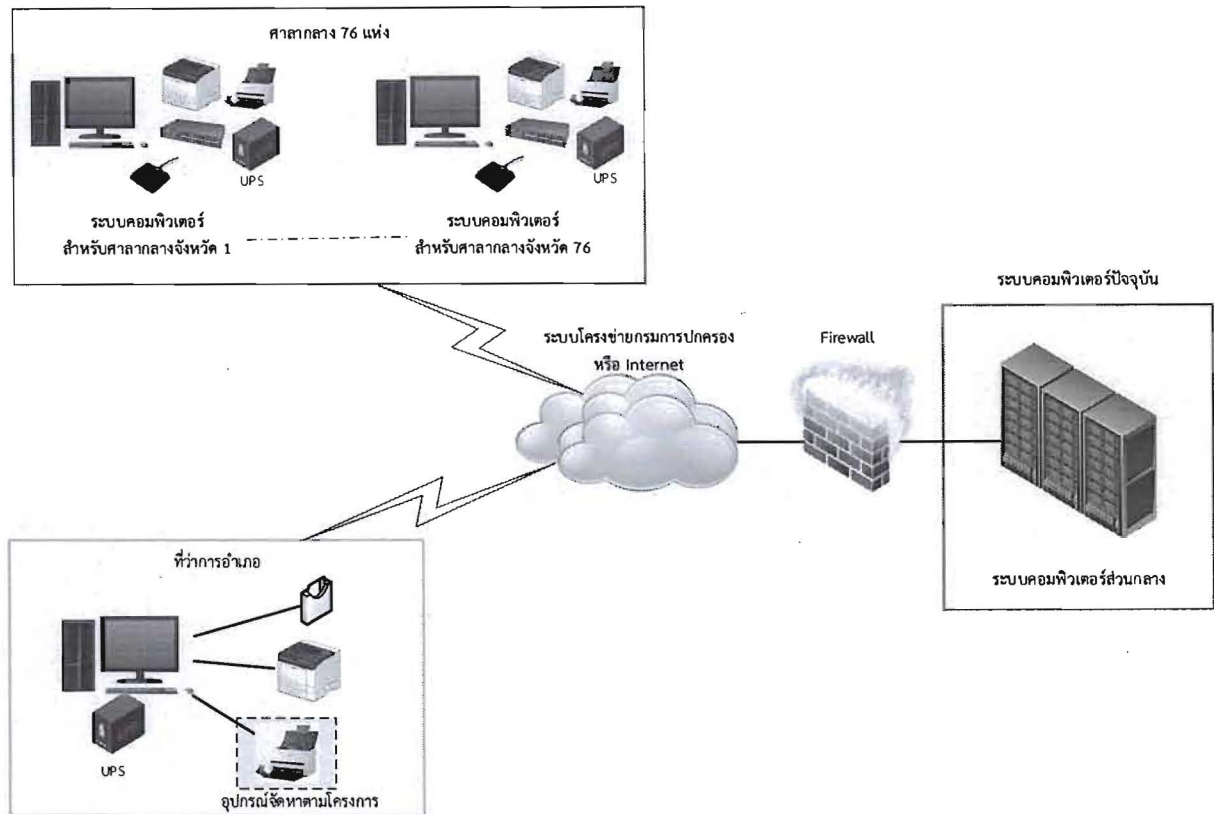 ศาลากลาง 76 แห่ง
UPS
UPS
ระบบคอมพิวเตอร์
สำหรับศาลากลางจังหวัด 1
ระบบคอมพิวเตอร์
สำหรับศาลากลางจังหวัด 76
ระบบคอมพิวเตอร์ปัจจุบัน
ระบบโครงข่ายกรมการปกครอง
หรือ Internet
Firewall
ระบบคอมพิวเตอร์ส่วนกลาง
ที่ว่าการอำเภอ
UPS
อุปกรณ์จัดหาตามโครงการ